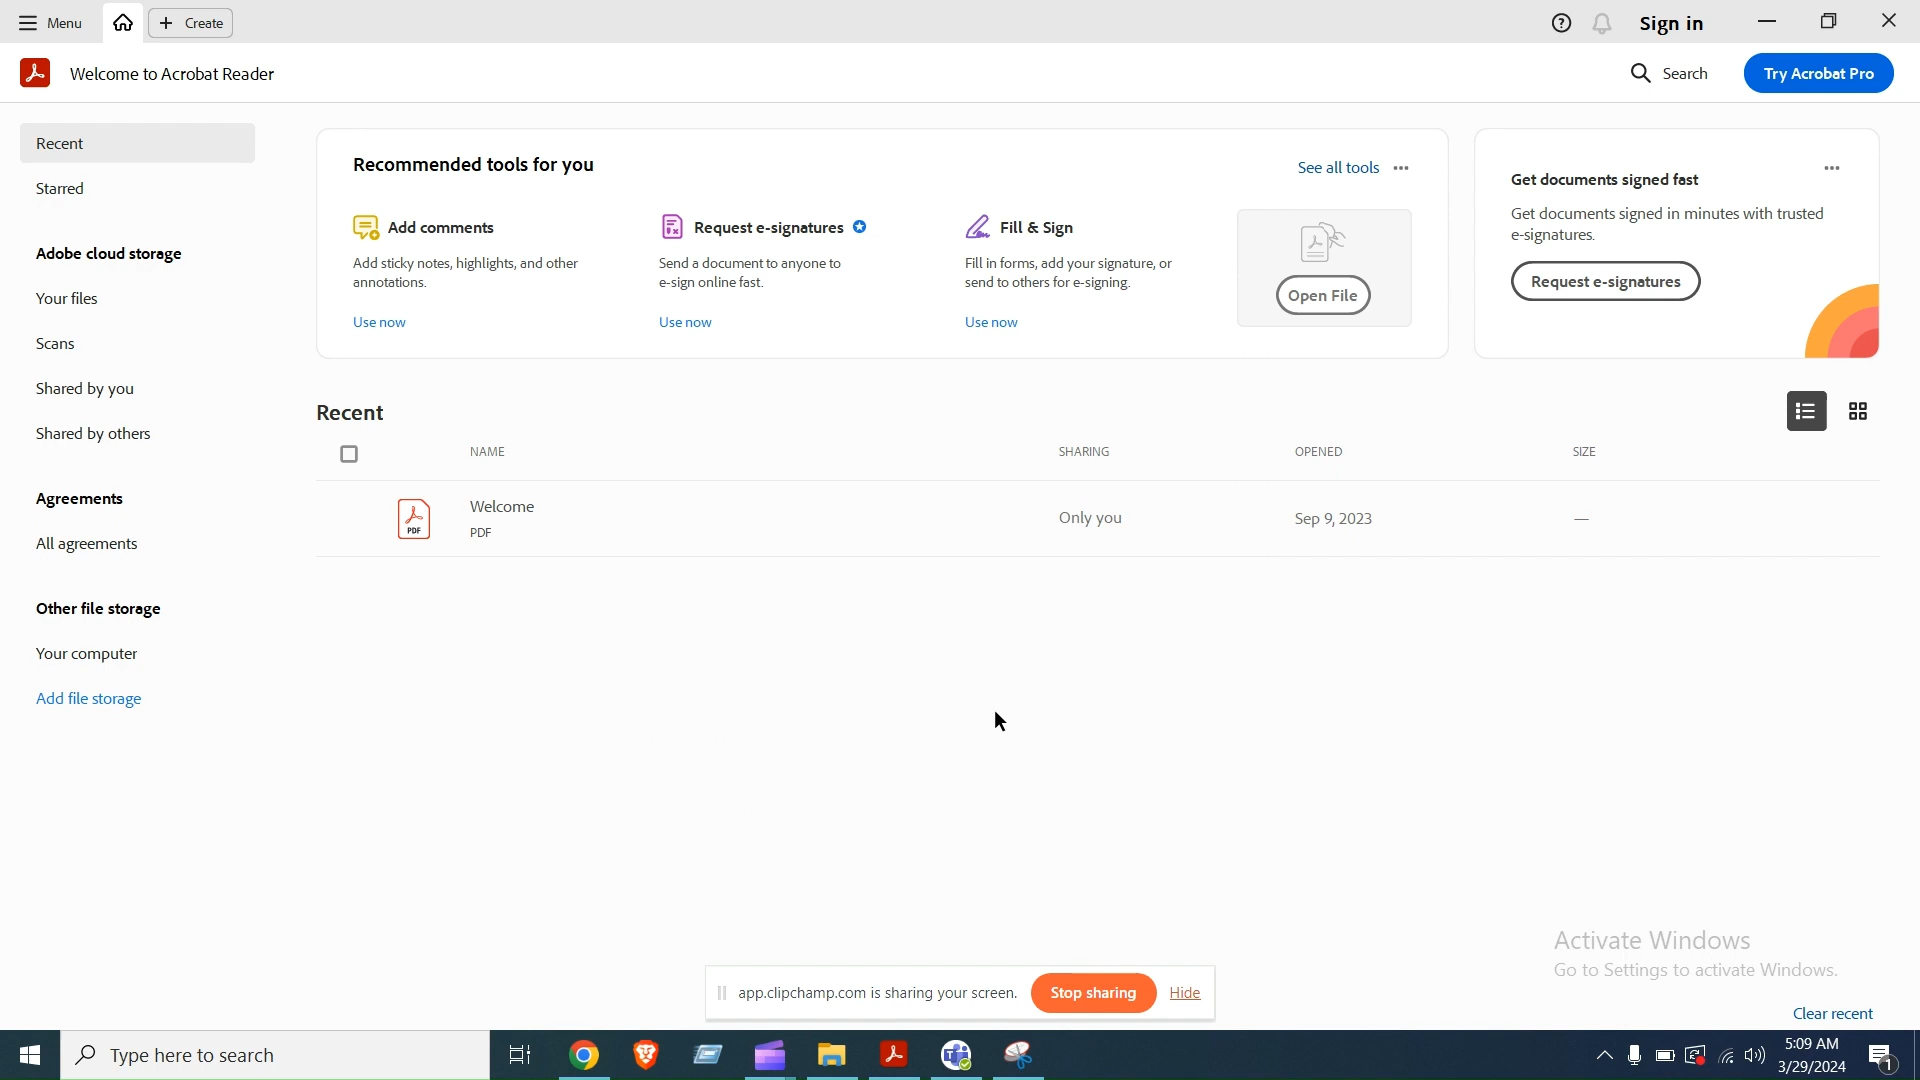 Menu
Create
Sign in
Welcome to Acrobat Reader
Search
Try Acrobat Pro
Recent
Starred
Adobe cloud storage
Your files
Scans
Shared by you
Shared by others
Agreements
All agreements
Other file storage
Your computer
Add file storage
Recommended tools for you
See all tools
Add comments
Add sticky notes, highlights, and other
annotations.
Use now
Request e-signatures
Send a document to anyone to
e-sign online fast.
Use now
Fill & Sign
Fill in forms, add your signature, or
send to others for e-signing.
Use now
Open File
Get documents signed fast
Get documents signed in minutes with trusted
e-signatures.
Request e-signatures
Recent
NAME SHARING OPENED SIZE
PDF
Welcome
PDF
Only you
Sep 9, 2023
—
Activate Windows
Go to Settings to activate Windows.
app.clipchamp.com is sharing your screen.
Stop sharing
Hide
Clear recent
Type here to search
5:09 AM
3/29/2024
1